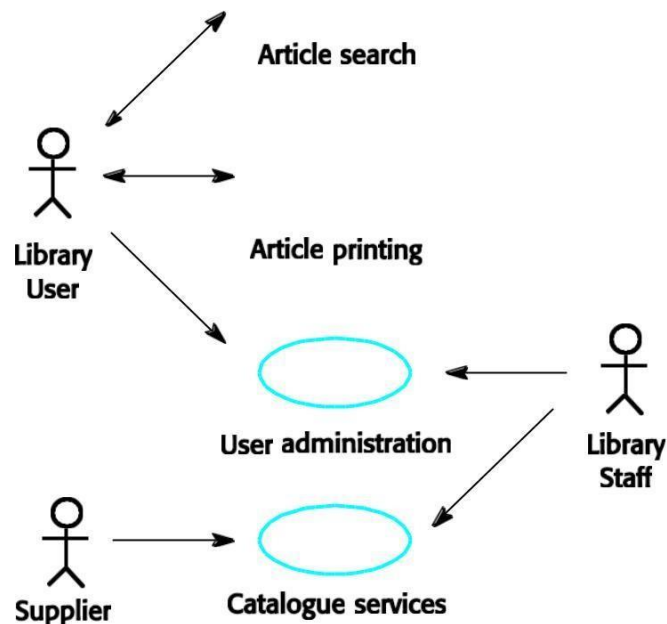 Article search
Library
User
Article printing
User administration
Library
Staff
Supplier
Catalogue services